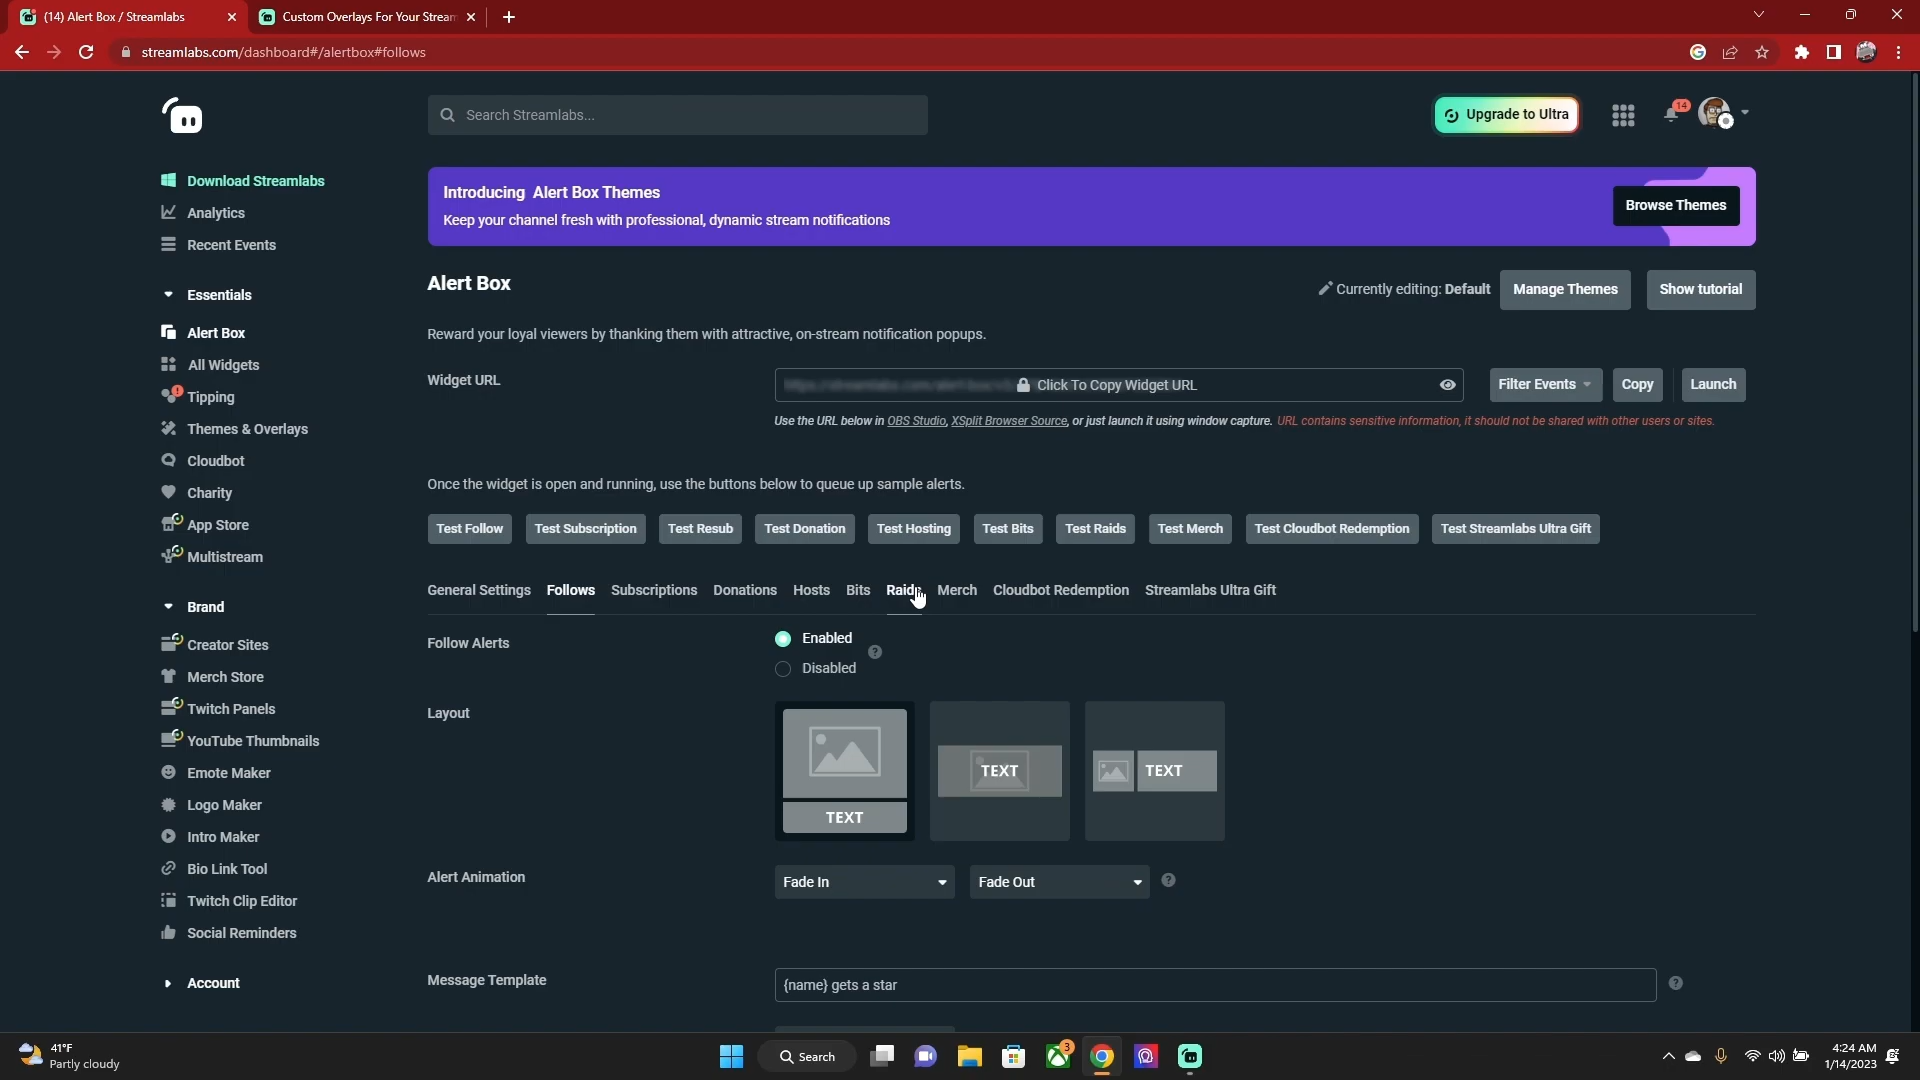 (14) Alert Box / Streamlabs
Custom Overlays For Your Stream
streamlabs.com/dashboard#/alertbox#follows
Search Streamlabs...
Upgrade to Ultra
14
Download Streamlabs
Analytics
Recent Events
Essentials
Alert Box
All Widgets
Tipping
Themes & Overlays
Cloudbot
Charity
App Store
Multistream
Brand
Creator Sites
Merch Store
Twitch Panels
YouTube Thumbnails
Emote Maker
Logo Maker
Intro Maker
Bio Link Tool
Twitch Clip Editor
Social Reminders
Account
Introducing Alert Box Themes
Keep your channel fresh with professional, dynamic stream notifications
Browse Themes
Alert Box
Currently editing: Default
Manage Themes
Show tutorial
Reward your loyal viewers by thanking them with attractive, on-stream notification popups.
Widget URL
Click To Copy Widget URL
Filter Events
Copy
Launch
Use the URL below in OBS Studio, XSplit Browser Source, or just launch it using window capture. URL contains sensitive information, it should not be shared with other users or sites.
Once the widget is open and running, use the buttons below to queue up sample alerts.
Test Follow Test Subscription Test Resub Test Donation Test Hosting Test Bits Test Raids Test Merch Test Cloudbot Redemption Test Streamlabs Ultra Gift
General Settings Follows Subscriptions Donations Hosts Bits Raids Merch Cloudbot Redemption Streamlabs Ultra Gift
Follow Alerts
Enabled
Disabled
Layout
TEXT
TEXT
TEXT
Alert Animation
Fade In
Fade Out
Message Template
{name} gets a star
41°F
Partly cloudy
Search
3
4:24 AM
1/14/2023